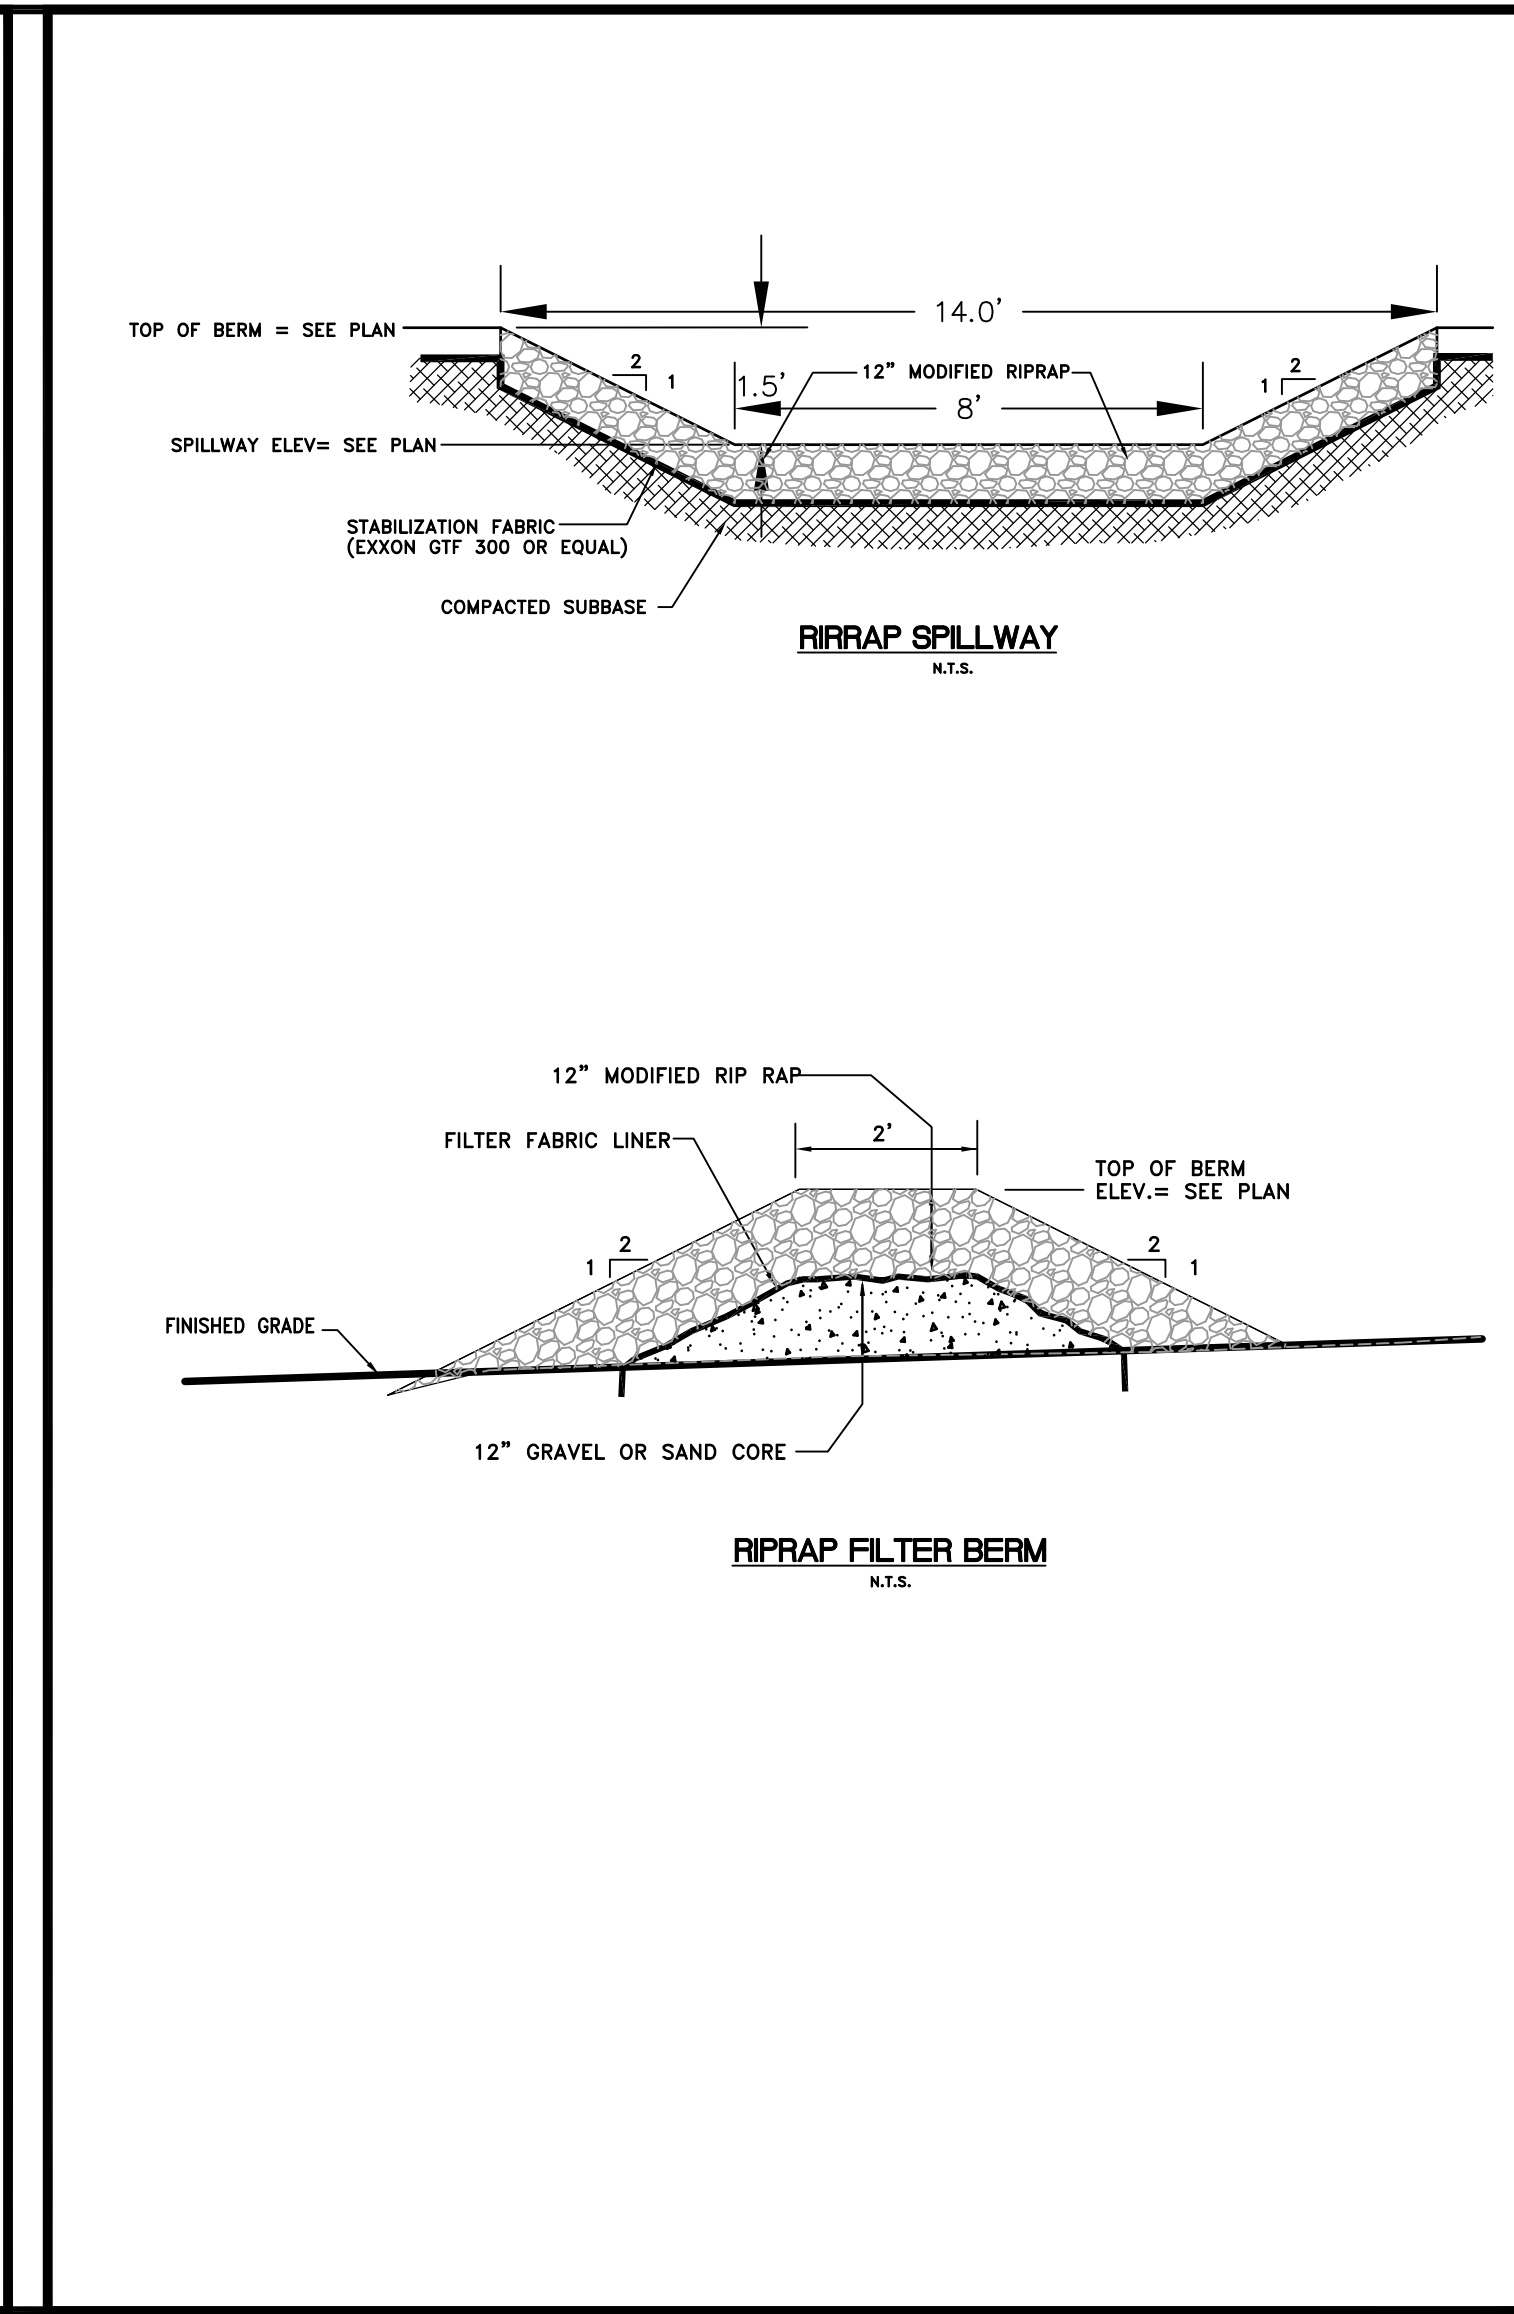 14.0'
TOP OF BERM = SEE PLAN
2
1
1.5'
12" MODIFIED RIPRAP
2
1
8'
SPILLWAY ELEV= SEE PLAN
STABILIZATION FABRIC
(EXXON GTF 300 OR EQUAL)
COMPACTED SUBBASE
RIRRAP SPILLWAY
N.T.S.
12" MODIFIED RIP RAP
FILTER FABRIC LINER
2'
TOP OF BERM
ELEV.= SEE PLAN
2
1
2
1
FINISHED GRADE
12" GRAVEL OR SAND CORE
RIPRAP FILTER BERM
N.T.S.